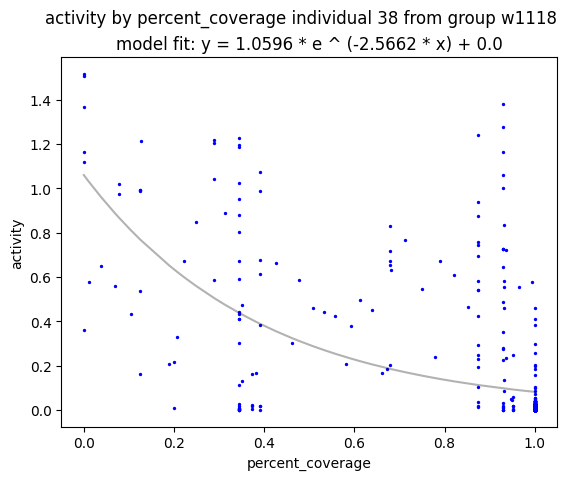 activity by percent_coverage individual 38 from group w1118
model fit: y = 1.0596 * e ^ (-2.5662 * x) + 0.0
activity
1.4
1.2
1.0
0.8
0.6
0.4
0.2
0.0
0.0 0.2 0.4 0.6 0.8 1.0
percent_coverage